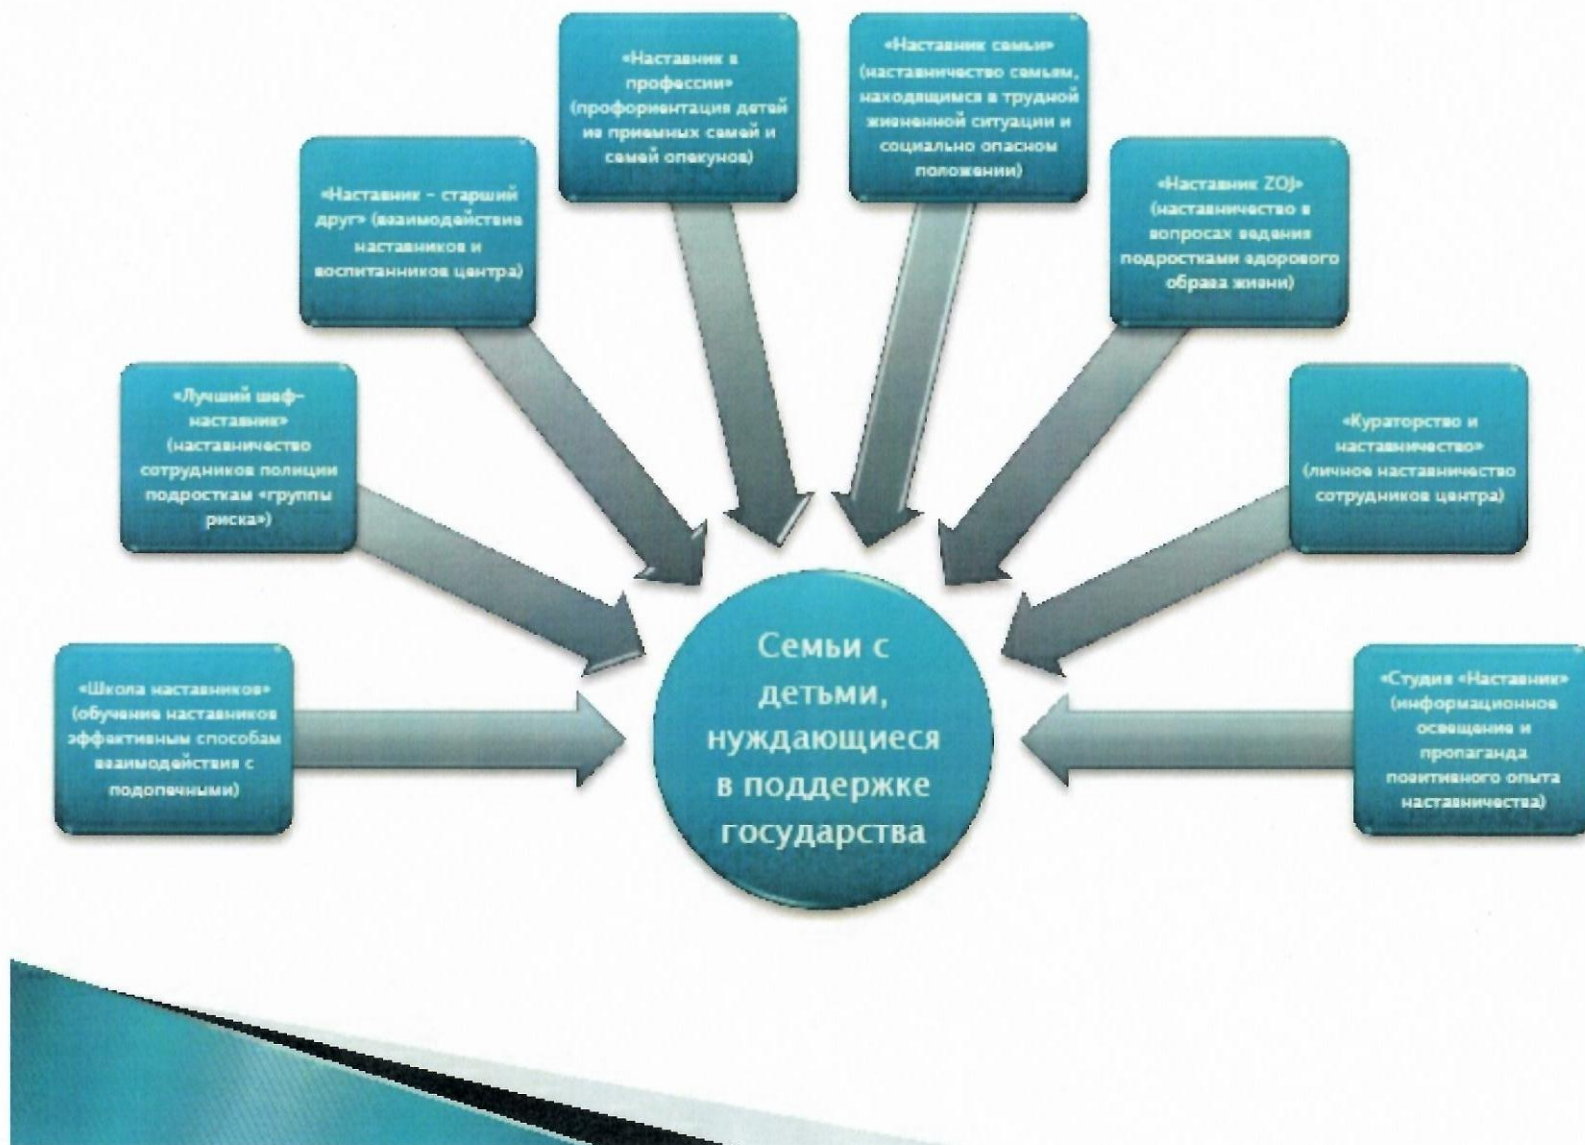 «Наставник в
профессии»
(профориентация детей
из приемных семей и
семей опекунов)
«Наставник семьи»
(наставничество семьям,
находящимся в трудной
жизненной ситуации и
социально опасном
положении)
«Наставник – старший
друг» (взаимодействие
наставников и
воспитанников центра)
«Наставник ZOJ»
(наставничество в
вопросах ведения
подростками здорового
образа жизни)
«Лучший шеф-
наставник»
(наставничество
сотрудников полиции
подросткам «группы
риска»)
«Кураторство и
наставничество»
(личное наставничество
сотрудников центра)
«Школа наставников»
(обучение наставников
эффективным способам
взаимодействия с
подопечными)
Семьи с
детьми,
нуждающиеся
в поддержке
государства
«Студия «Наставник»
(информационное
освещение и
пропаганда
позитивного опыта
наставничества)